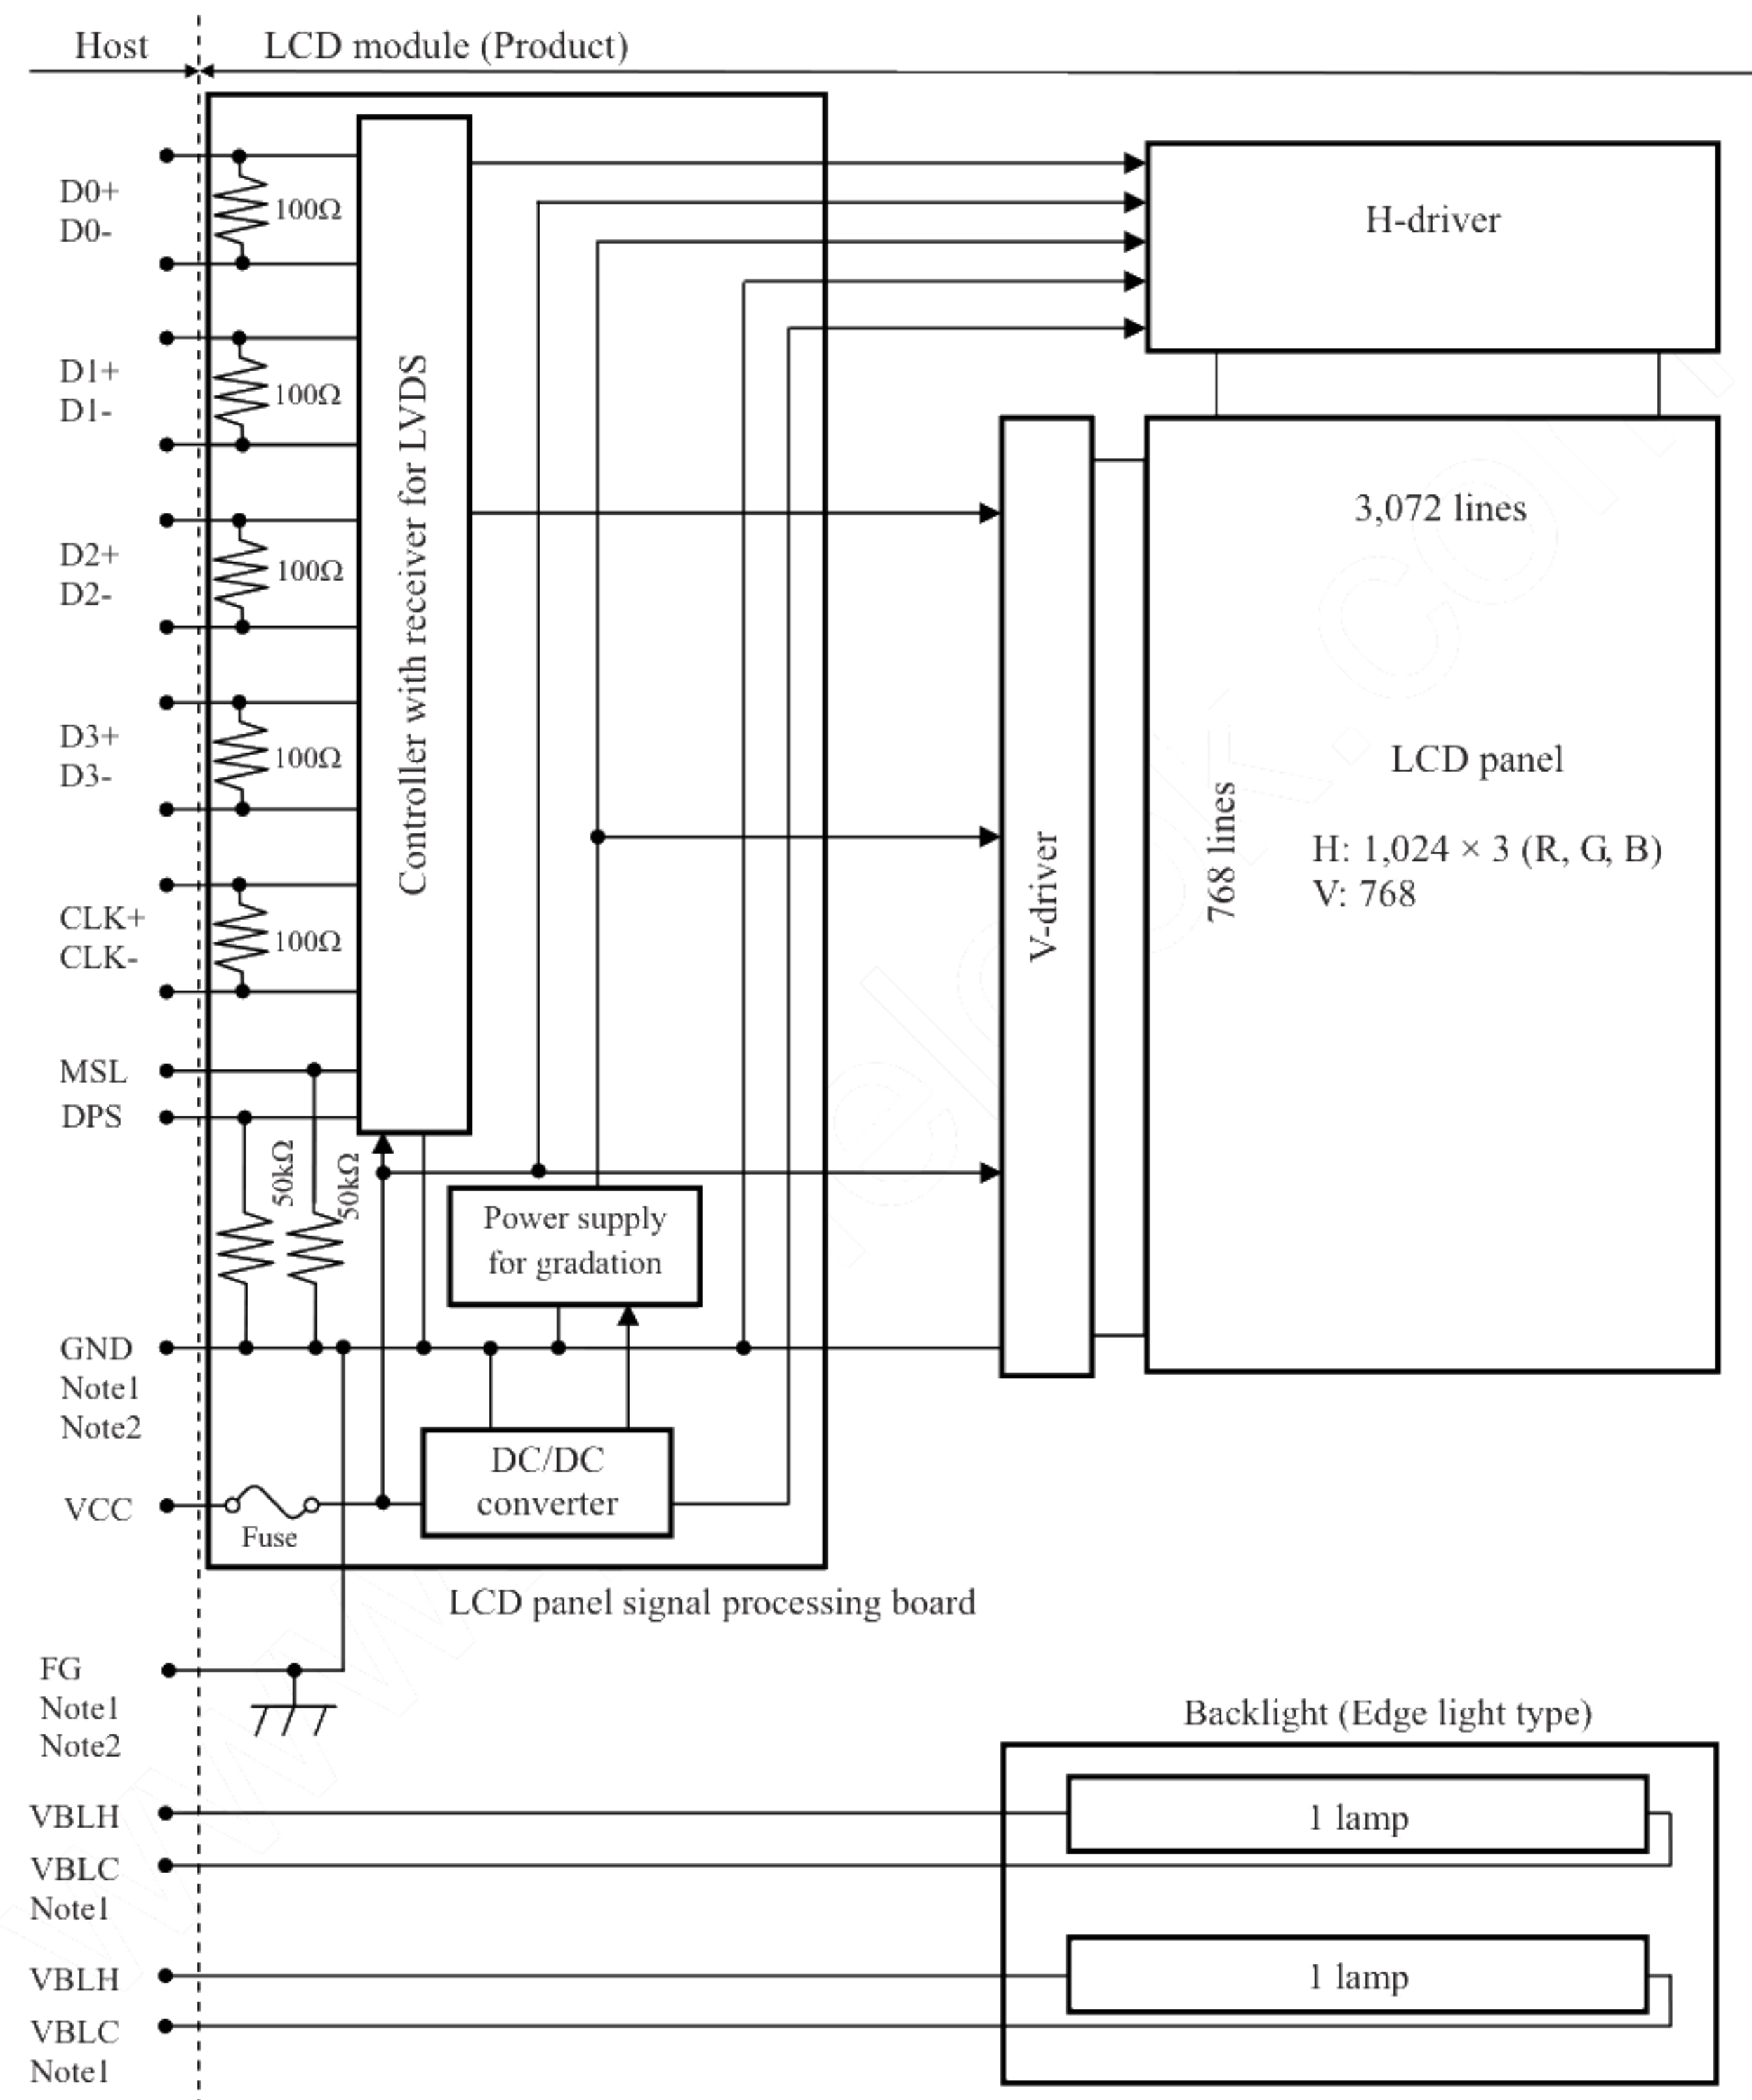 Host
LCD module (Product)
D0+
D0-
100Ω
D1+
D1-
100Ω
D2+
D2-
100Ω
D3+
D3-
100Ω
CLK+
CLK-
100Ω
MSL
DPS
50kΩ
50kΩ
Controller with receiver for LVDS
H-driver
V-driver
3,072 lines
768 lines
LCD panel
H: 1,024 × 3 (R, G, B)
V: 768
Power supply
for gradation
GND
Note1
Note2
DC/DC
converter
VCC
Fuse
LCD panel signal processing board
FG
Note1
Note2
Backlight (Edge light type)
VBLH
1 lamp
VBLC
Note1
VBLH
1 lamp
VBLC
Note1